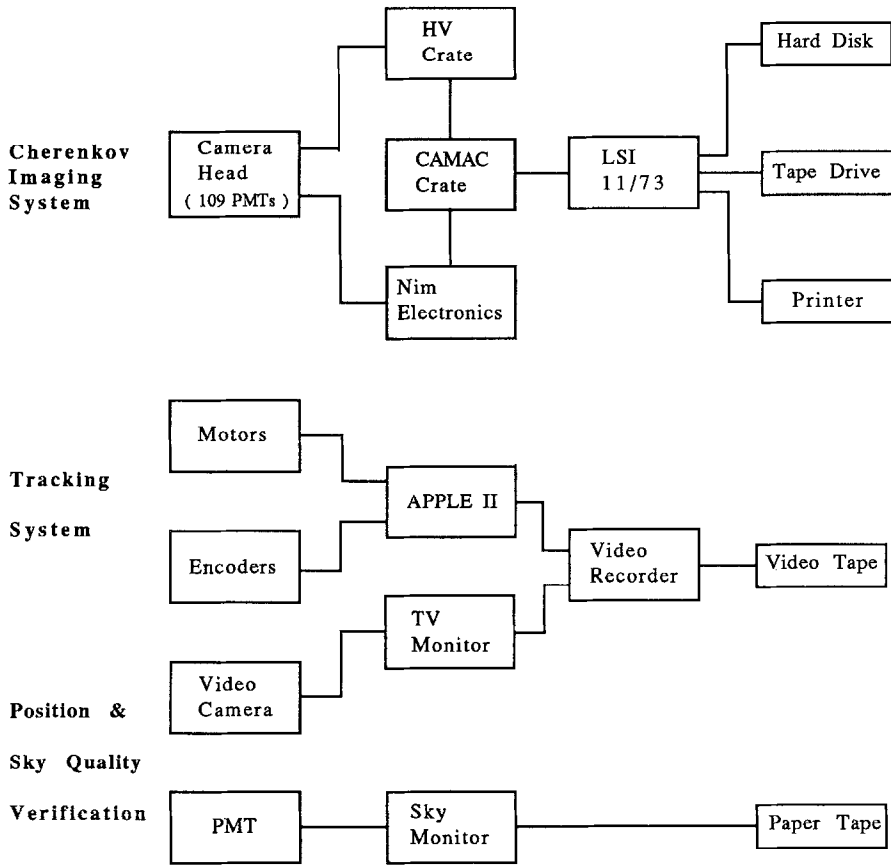 Cherenkov
Imaging
System
Camera
Head
( 109 PMTs )
HV
Crate
CAMAC
Crate
Nim
Electronics
LSI
11/73
Hard Disk
Tape Drive
Printer
Tracking
System
Motors
Encoders
APPLE II
Video
Recorder
Video Tape
TV
Monitor
Position &
Sky Quality
Verification
Video
Camera
PMT
Sky
Monitor
Paper Tape